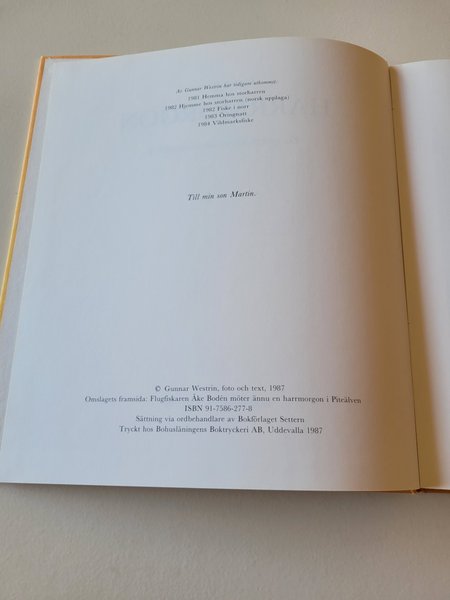 Av Gunnar Westrin har tidigare utkommit:
1981 Hemma hos storharren
1982 Hjemme hos storharren (norsk upplaga)
1982 Fiske i norr
1983 Öringnatt
1984 Vildmarksfiske
Till min son Martin.
© Gunnar Westrin, foto och text, 1987
Omslagets framsida: Flugfiskaren Åke Bodén möter ännu en harrmorgon i Piteälven
ISBN 91-7586-277-8
Sättning via ordbehandlare av Bokförlaget Settern
Tryckt hos Bohusläningens Boktryckeri AB, Uddevalla 1987